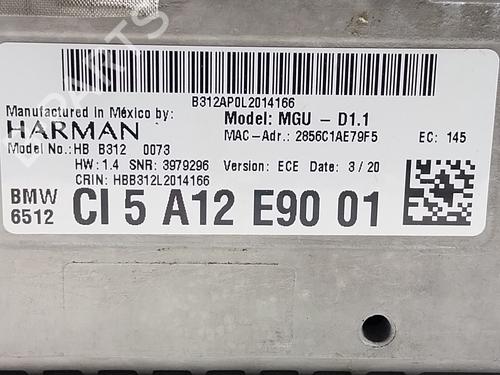 B312AP0L2014166
Manufactured in México by:
HARMAN
Model: MGU - D1.1
MAC-Adr.: 2856C1AE79F5
EC: 145
Model No.: HB B312 0073
HW: 1.4 SNR: 3979296 Version: ECE Date: 3 / 20
CRIN: HBB312L2014166
BMW
6512
CI 5 A12 E90 01